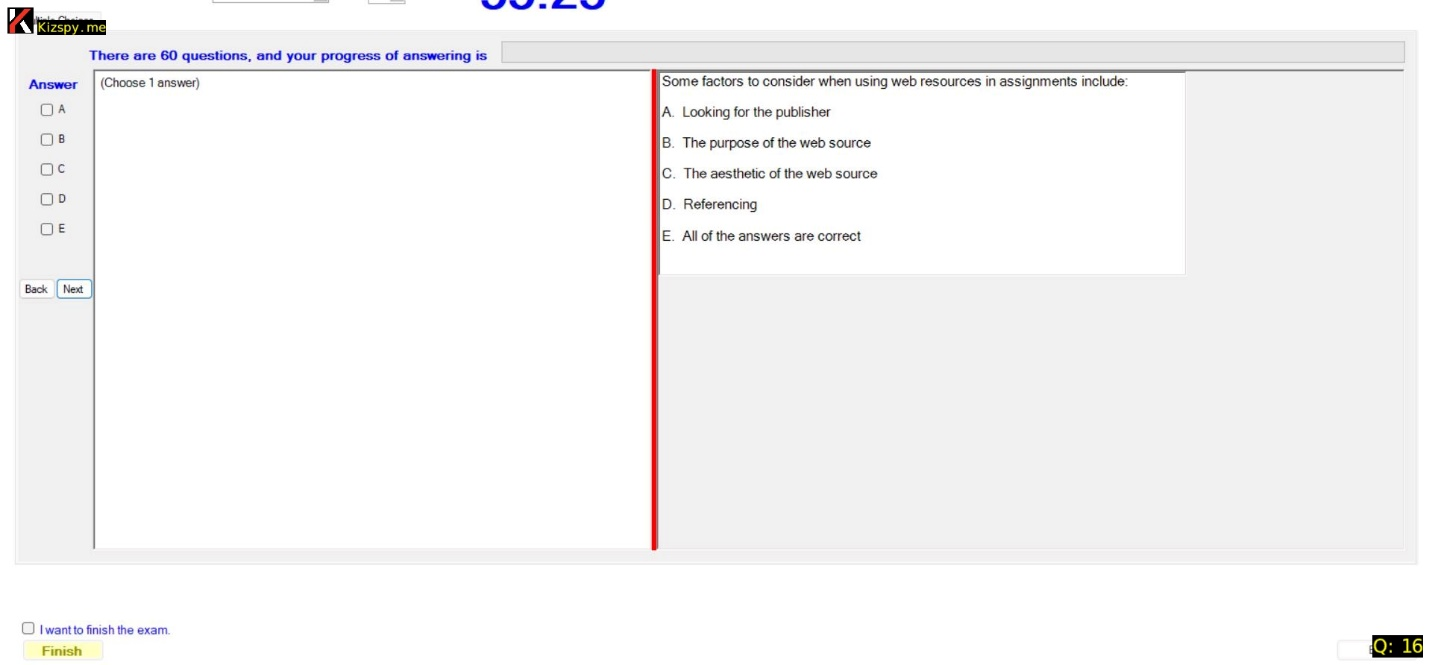 Kizspy.me
There are 60 questions, and your progress of answering is
Answer
A
B
C
D
E
Back Next
(Choose 1 answer)
Some factors to consider when using web resources in assignments include:
A. Looking for the publisher
B. The purpose of the web source
C. The aesthetic of the web source
D. Referencing
E. All of the answers are correct
I want to finish the exam.
Finish
Q: 16